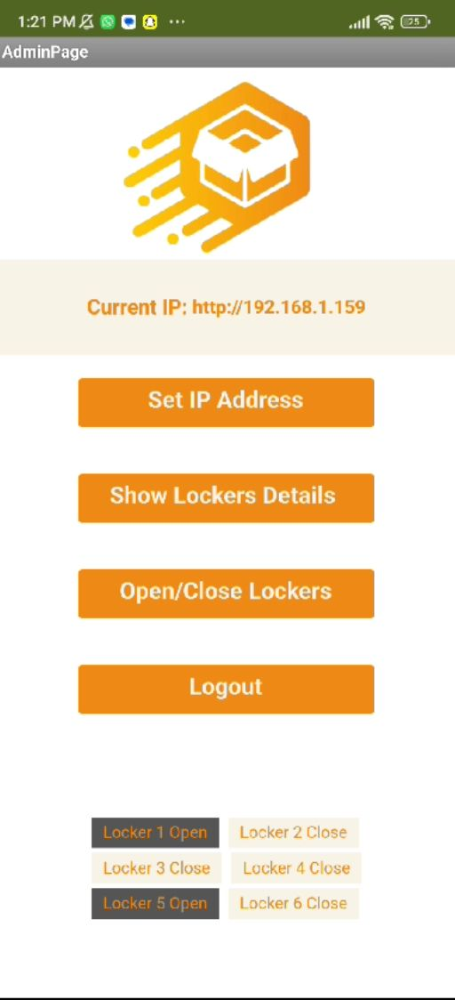 1:21 PM
25
AdminPage
Current IP: http://192.168.1.159
Set IP Address
Show Lockers Details
Open/Close Lockers
Logout
Locker 1 Open Locker 2 Close
Locker 3 Close Locker 4 Close
Locker 5 Open Locker 6 Close